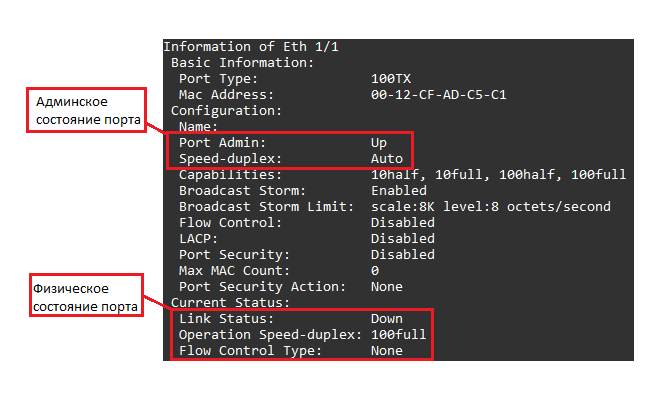 Information of Eth 1/1
Basic Information:
Port Type: 100TX
Mac Address: 00-12-CF-AD-C5-C1
Configuration:
Name:
Port Admin: Up
Speed-duplex: Auto
Capabilities: 10half, 10full, 100half, 100full
Broadcast Storm: Enabled
Broadcast Storm Limit: scale:8K level:8 octets/second
Flow Control: Disabled
LACP: Disabled
Port Security: Disabled
Max MAC Count: 0
Port Security Action: None
Current Status:
Link Status: Down
Operation Speed-duplex: 100full
Flow Control Type: None
Админское
состояние порта
Физическое
состояние порта